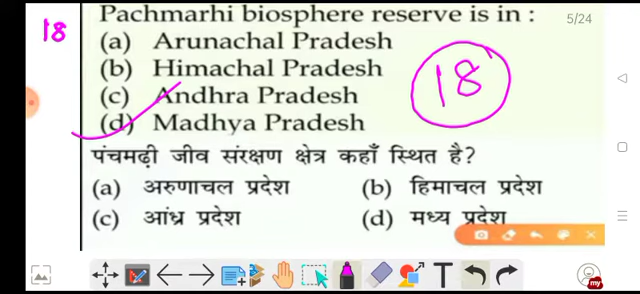 18
Pachmarhi biosphere reserve is in :
5/24
(a) Arunachal Pradesh
(b) Himachal Pradesh
(c) Andhra Pradesh
18
(d) Madhya Pradesh
पंचमढ़ी जीव संरक्षण क्षेत्र कहाँ स्थित है?
(a) अरुणाचल प्रदेश (b) हिमाचल प्रदेश
(c) आंध्र प्रदेश (d) मध्य प्रदेश
T
my